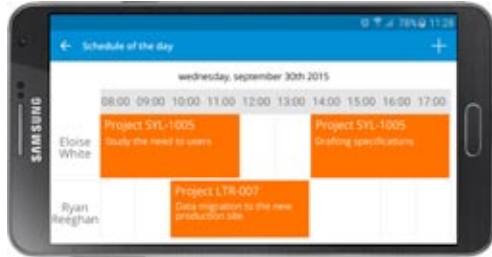 78% 11:28
Schedule of the day
wednesday, september 30th 2015
08:00 09:00 10:00 11:00 12:00 13:00 14:00 15:00 16:00 17:00
Eloise
White
Project SYL-1005
Study the need to users
Project SYL-1005
Drafting specifications
Ryan
Reeghan
Project LTR-007
Data migration to the new
production site
SAMSUNG